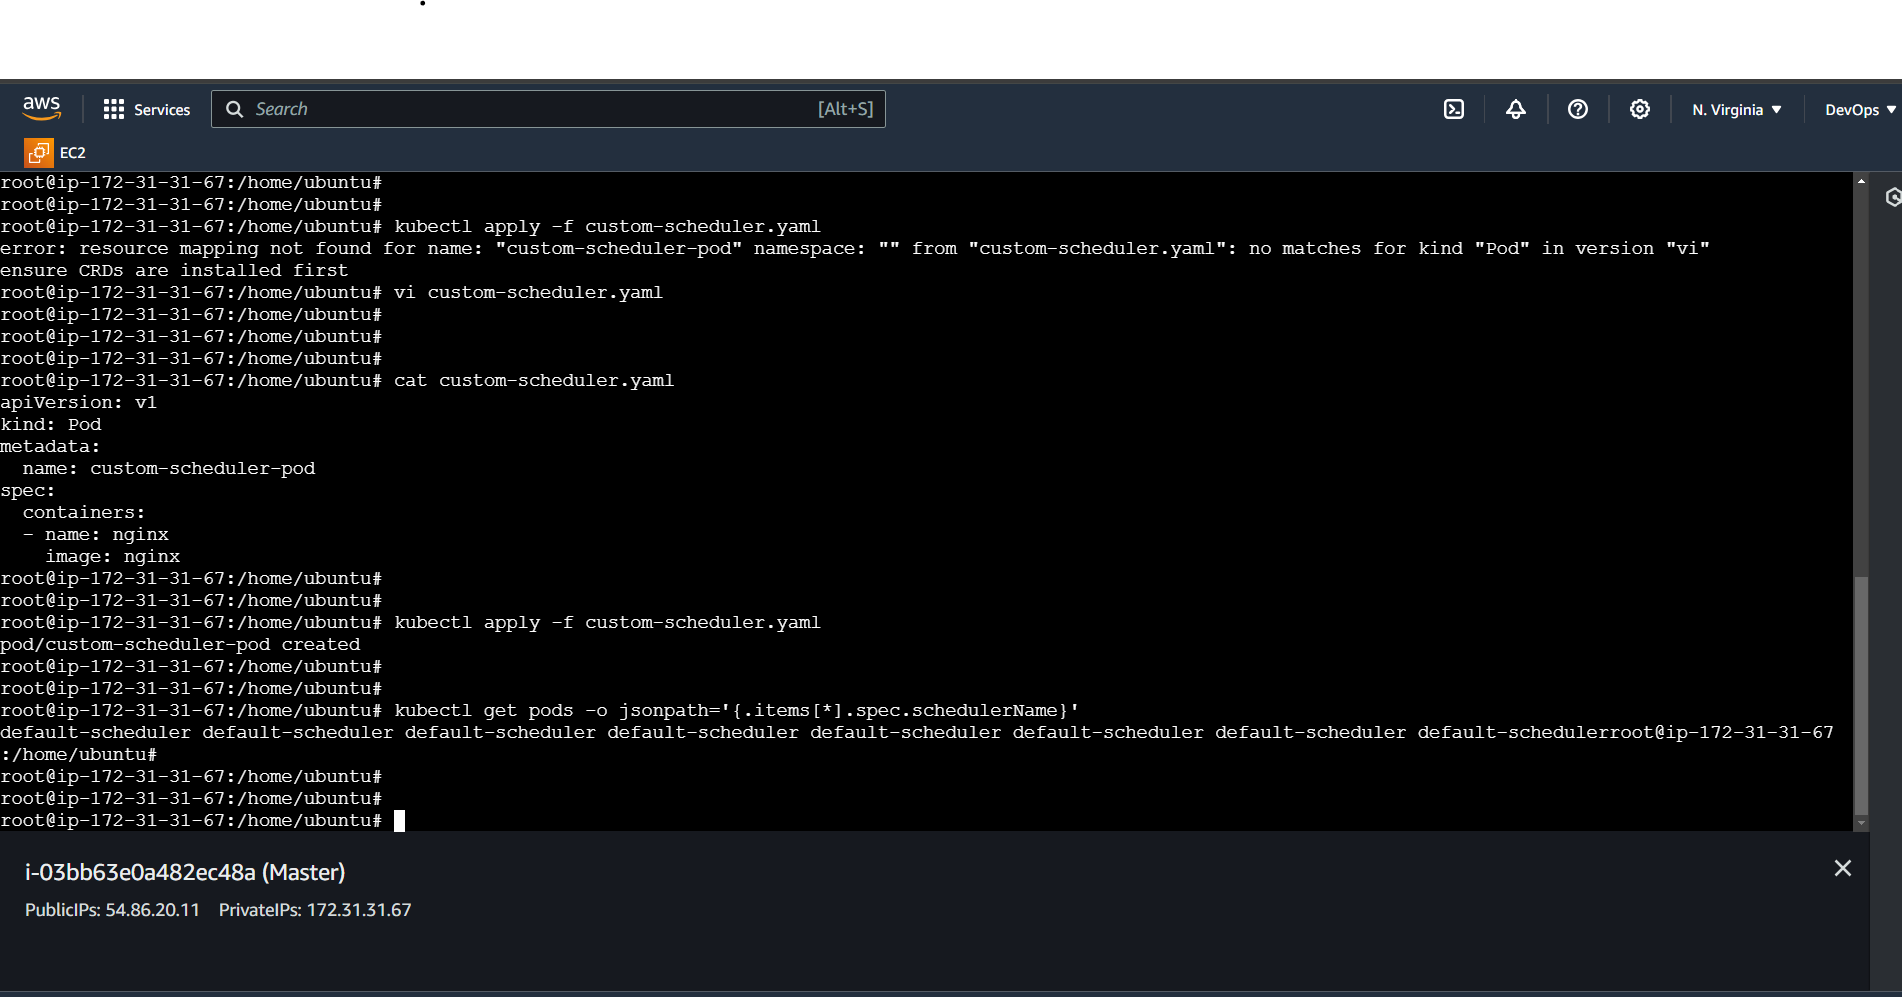 aws
Services
Search
[Alt+S]
N. Virginia
DevOps
EC2
root@ip-172-31-31-67:/home/ubuntu#
root@ip-172-31-31-67:/home/ubuntu#
root@ip-172-31-31-67:/home/ubuntu# kubectl apply -f custom-scheduler.yaml
error: resource mapping not found for name: "custom-scheduler-pod" namespace: "" from "custom-scheduler.yaml": no matches for kind "Pod" in version "vi"
ensure CRDs are installed first
root@ip-172-31-31-67:/home/ubuntu# vi custom-scheduler.yaml
root@ip-172-31-31-67:/home/ubuntu#
root@ip-172-31-31-67:/home/ubuntu#
root@ip-172-31-31-67:/home/ubuntu#
root@ip-172-31-31-67:/home/ubuntu# cat custom-scheduler.yaml
apiVersion: v1
kind: Pod
metadata:
  name: custom-scheduler-pod
spec:
  containers:
  - name: nginx
    image: nginx
root@ip-172-31-31-67:/home/ubuntu#
root@ip-172-31-31-67:/home/ubuntu#
root@ip-172-31-31-67:/home/ubuntu# kubectl apply -f custom-scheduler.yaml
pod/custom-scheduler-pod created
root@ip-172-31-31-67:/home/ubuntu#
root@ip-172-31-31-67:/home/ubuntu#
root@ip-172-31-31-67:/home/ubuntu# kubectl get pods -o jsonpath='{.items[*].spec.schedulerName}'
default-scheduler default-scheduler default-scheduler default-scheduler default-scheduler default-scheduler default-scheduler default-schedulerroot@ip-172-31-31-67
:/home/ubuntu#
root@ip-172-31-31-67:/home/ubuntu#
root@ip-172-31-31-67:/home/ubuntu#
root@ip-172-31-31-67:/home/ubuntu#
i-03bb63e0a482ec48a (Master)
PublicIPs: 54.86.20.11 PrivateIPs: 172.31.31.67